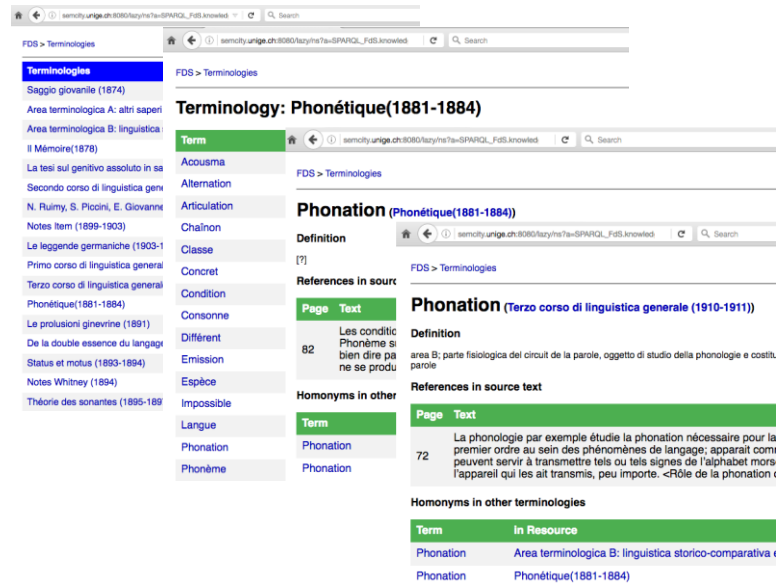 semcity.unige.ch:8080/lazy/ns?a=SPARQL_FdS.knowled
Search
FDS > Terminologies
Terminologies
Saggio giovanile (1874)
Area terminologica A: altri saperi
Area terminologica B: linguistica
Il Mémoire(1878)
La tesi sul genitivo assoluto in sa
Secondo corso di linguistica gene
N. Ruimy, S. Piccini, E. Giovanne
Notes Item (1899-1903)
Le leggende germaniche (1903-1
Primo corso di linguistica general
Terzo corso di linguistica general
Phonétique(1881-1884)
Le prolusioni ginevrine (1891)
De la double essence du langage
Status et motus (1893-1894)
Notes Whitney (1894)
Théorie des sonantes (1895-189
semcity.unige.ch:8080/lazy/ns?a=SPARQL_FdS.knowled
Search
FDS > Terminologies
Terminology: Phonétique(1881-1884)
Term
Acousma
Alternation
Articulation
Chaînon
Classe
Concret
Condition
Consonne
Différent
Emission
Espèce
Impossible
Langue
Phonation
Phonème
semcity.unige.ch:8080/lazy/ns?a=SPARQL_FdS.knowled
Search
FDS > Terminologies
Phonation (Phonétique(1881-1884))
Definition
[?]
References in sourc
Page Text
Les conditio
Phonème su
82 bien dire pa
ne se produ
Homonyms in other
Term
Phonation
Phonation
semcity.unige.ch:8080/lazy/ns?a=SPARQL_FdS.knowled
Search
FDS > Terminologies
Phonation (Terzo corso di linguistica generale (1910-1911))
Definition
area B; parte fisiologica del circuit de la parole, oggetto di studio della phonologie e costitu
parole
References in source text
Page Text
La phonologie par exemple étudie la phonation nécessaire pour la
premier ordre au sein des phénomènes de langage; apparait comm
72 peuvent servir à transmettre tels ou tels signes de l'alphabet morse
l'appareil qui les ait transmis, peu importe. <Rôle de la phonation d
Homonyms in other terminologies
Term In Resource
Phonation Area terminologica B: linguistica storico-comparativa e
Phonation Phonétique(1881-1884)